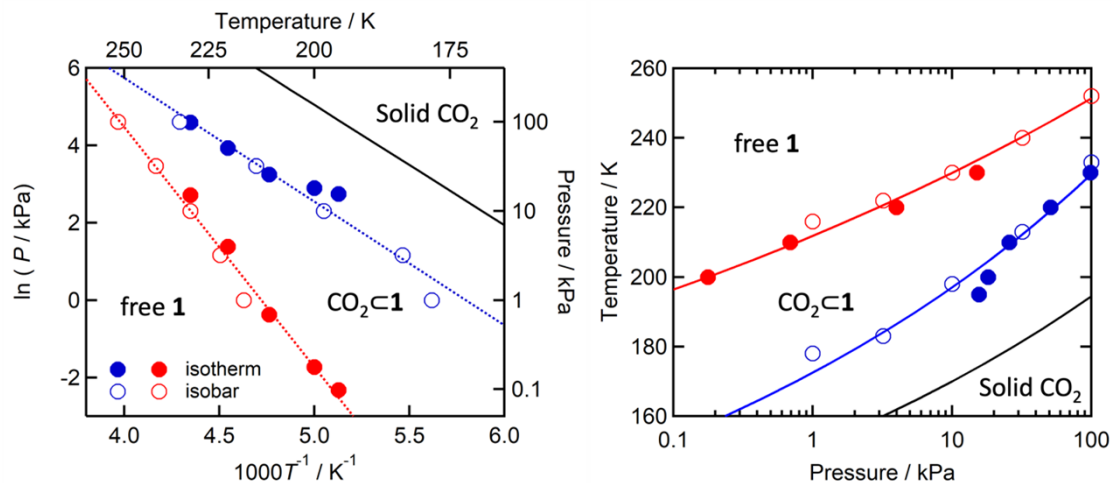 Temperature / K
250 225 200 175
6
4
2
0
-2
ln ( P / kPa)
Solid CO₂
free 1
CO₂⊂1
isotherm
isobar
100
10
1
0.1
Pressure / kPa
4.0 4.5 5.0 5.5 6.0
1000T⁻¹ / K⁻¹
260
240
220
200
180
160
Temperature / K
free 1
CO₂⊂1
Solid CO₂
0.1 1 10 100
Pressure / kPa